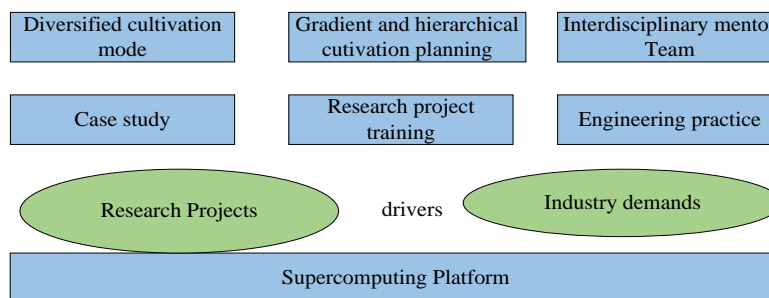 Diversified cultivation
mode
Gradient and hierarchical
cutivation planning
Interdisciplinary mento
Team
Case study
Research project
training
Engineering practice
Research Projects
drivers
Industry demands
Supercomputing Platform